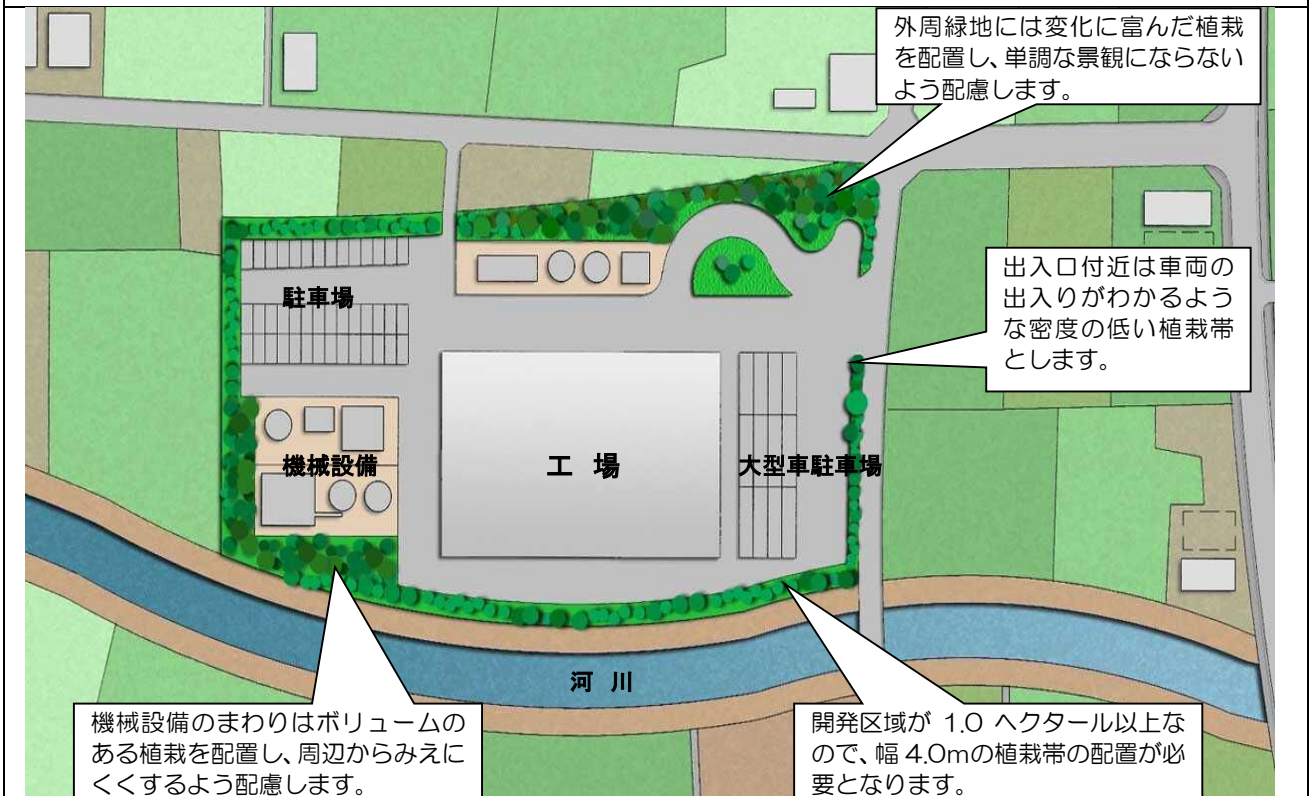 外周緑地には変化に富んだ植栽
を配置し、単調な景観にならない
よう配慮します。
出入口付近は車両の
出入りがわかるよう
な密度の低い植栽帯
とします。
駐車場
機械設備
工 場
大型車駐車場
河 川
機械設備のまわりはボリュームの
ある植栽を配置し、周辺からみえに
くくするよう配慮します。
開発区域が 1.0 ヘクタール以上な
ので、幅 4.0mの植栽帯の配置が必
要となります。